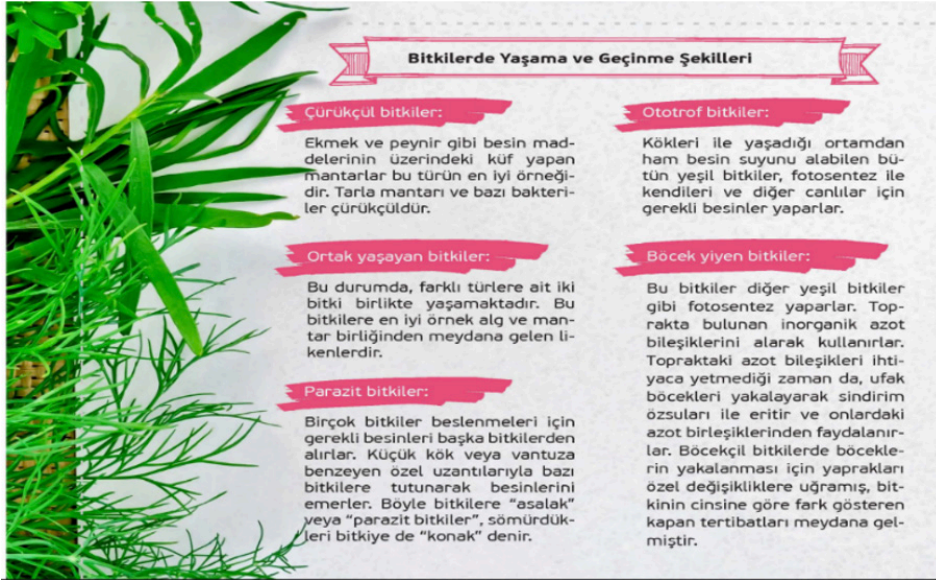 Bitkilerde Yaşama ve Geçinme Şekilleri
Çürükçül bitkiler:
Ekmek ve peynir gibi besin mad-
delerinin üzerindeki küf yapan
mantarlar bu türün en iyi örneği-
dir. Tarla mantarı ve bazı bakteri-
ler çürükçüldür.
Ortak yaşayan bitkiler:
Bu durumda, farklı türlere ait iki
bitki birlikte yaşamaktadır. Bu
bitkilere en iyi örnek alg ve man-
tar birliğinden meydana gelen li-
kenlerdir.
Parazit bitkiler:
Birçok bitkiler beslenmeleri için
gerekli besinleri başka bitkilerden
alırlar. Küçük kök veya vantuza
benzeyen özel uzantılarıyla bazı
bitkilere tutunarak besinlerini
emerler. Böyle bitkilere “asalak”
veya “parazit bitkiler”, sömürdük-
leri bitkiye de “konak” denir.
Ototrof bitkiler:
Kökleri ile yaşadığı ortamdan
ham besin suyunu alabilen bü-
tün yeşil bitkiler, fotosentez ile
kendileri ve diğer canlılar için
gerekli besinler yaparlar.
Böcek yiyen bitkiler:
Bu bitkiler diğer yeşil bitkiler
gibi fotosentez yaparlar. Top-
rakta bulunan inorganik azot
bileşiklerini alarak kullanırlar.
Topraktaki azot bileşikleri ihti-
yaca yetmediği zaman da, ufak
böcekleri yakalayarak sindirim
özsuları ile eritir ve onlardaki
azot birleşiklerinden faydalanır-
lar. Böcekçil bitkilerde böcekle-
rin yakalanması için yaprakları
özel değişikliklere uğramış, bit-
kinin cinsine göre fark gösteren
kapan tertibatları meydana gel-
miştir.